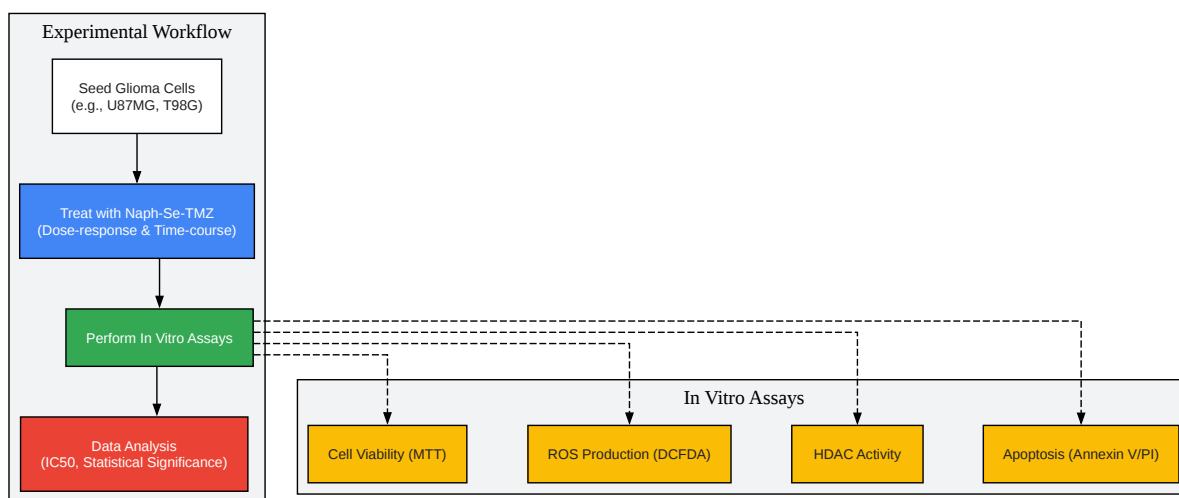 Experimental Workflow
Seed Glioma Cells
(e.g., U87MG, T98G)
Treat with Naph-Se-TMZ
(Dose-response & Time-course)
Perform In Vitro Assays
Data Analysis
(IC50, Statistical Significance)
In Vitro Assays
Cell Viability (MTT)
ROS Production (DCFDA)
HDAC Activity
Apoptosis (Annexin V/PI)